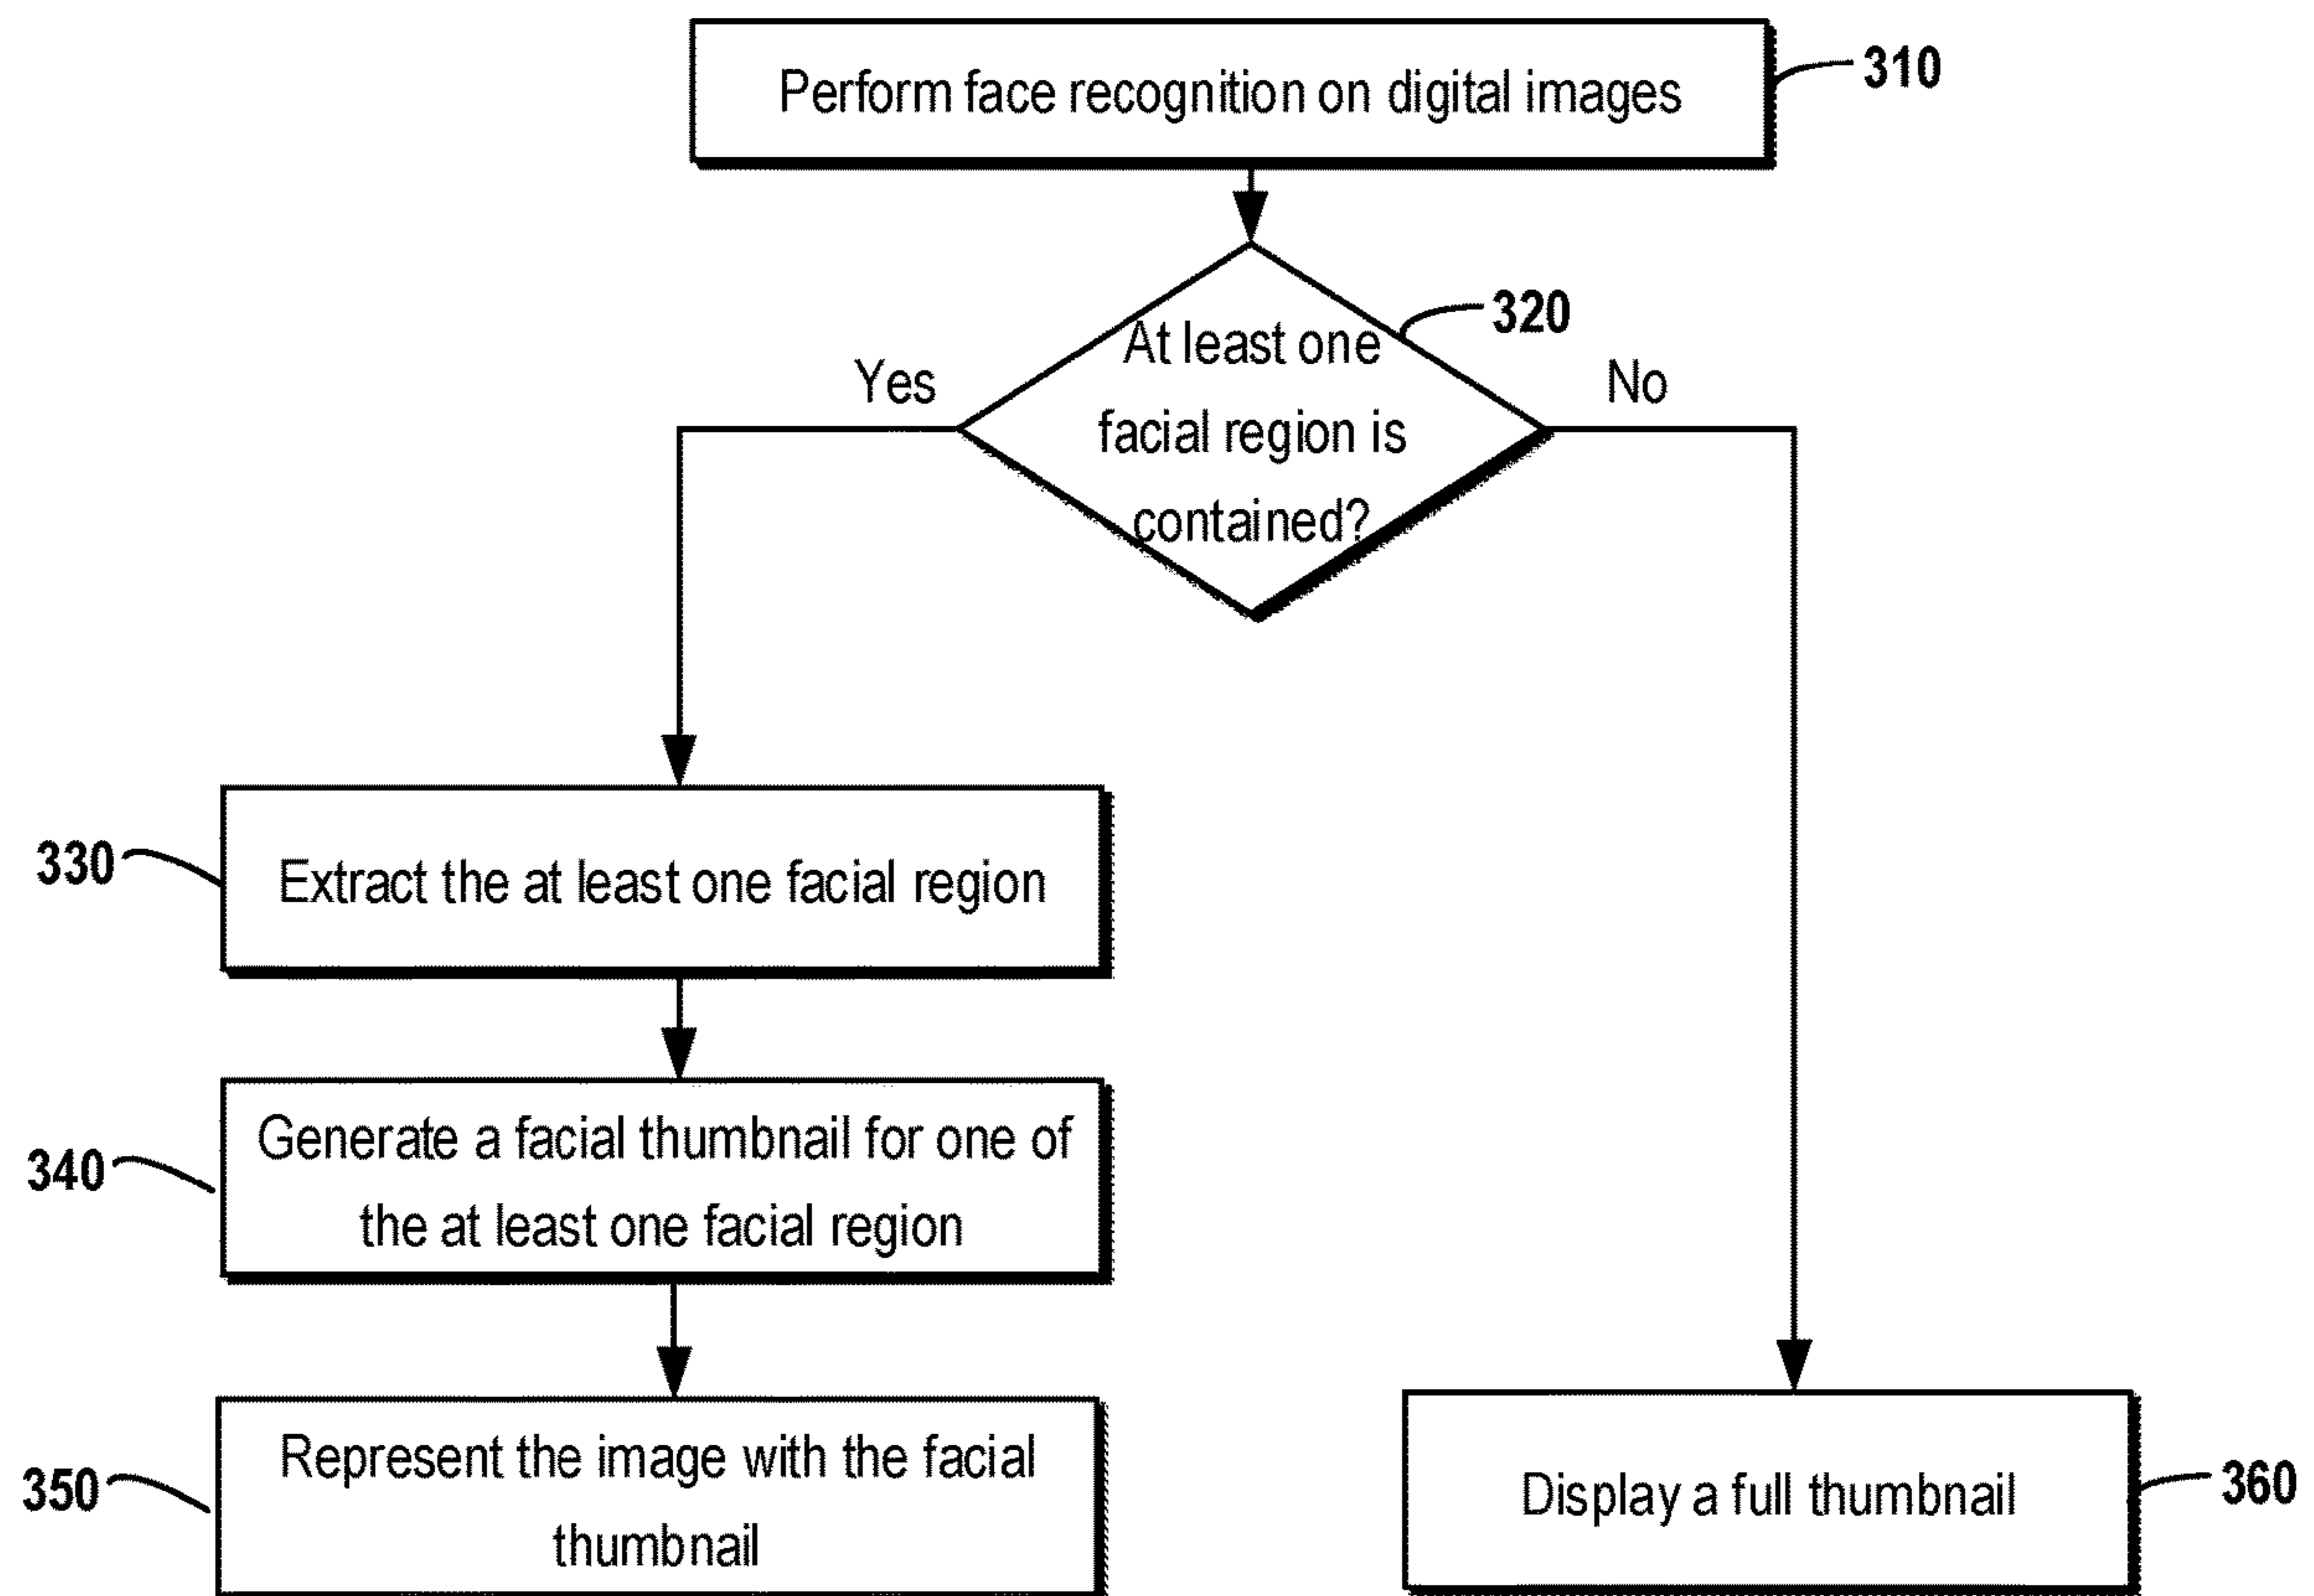 Perform face recognition on digital images
310
320
At least one
facial region is
contained?
Yes
No
330
Extract the at least one facial region
340
Generate a facial thumbnail for one of
the at least one facial region
350
Represent the image with the facial
thumbnail
Display a full thumbnail
360